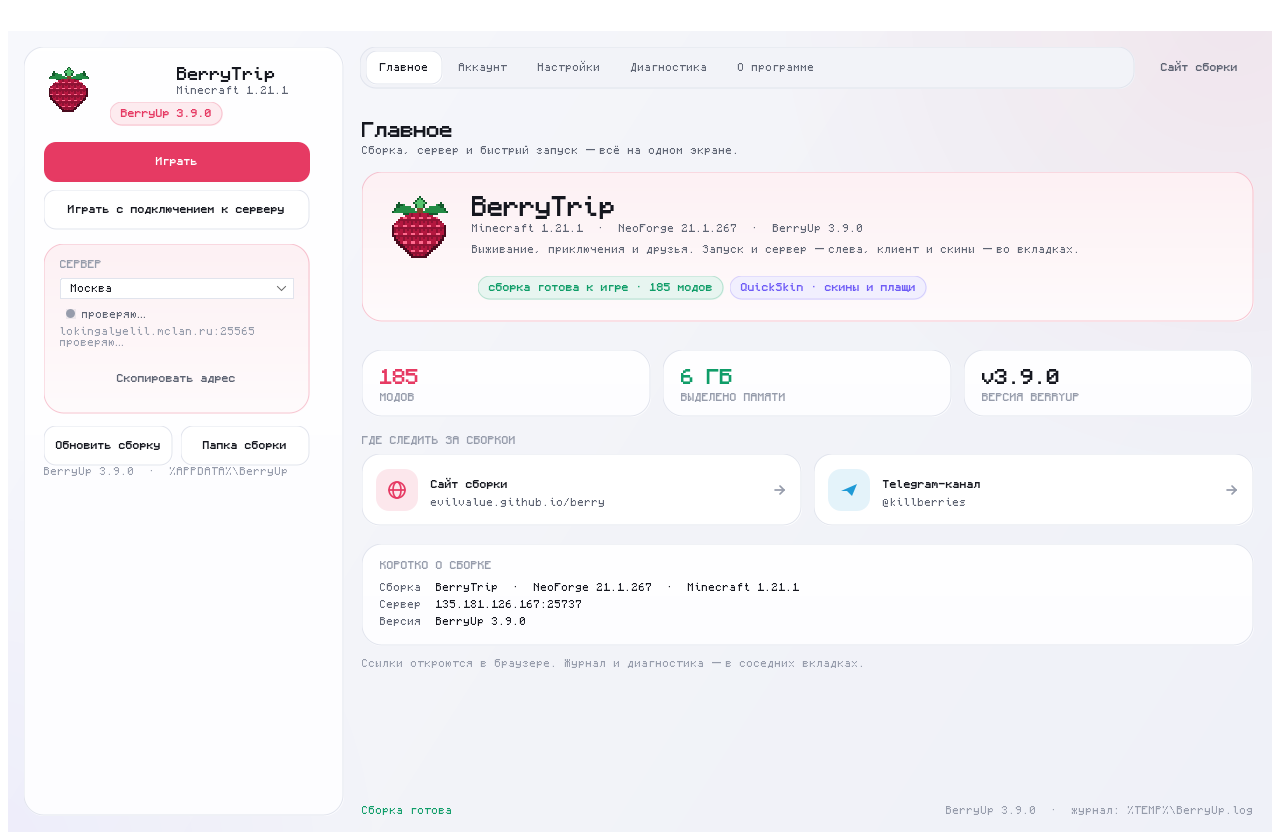 BerryTrip
Minecraft 1.21.1
BerryUp 3.9.0
Играть
Играть с подключением к серверу
СЕРВЕР
Москва
проверяю…
lokingalyelil.mclan.ru:25565
проверяю…
Скопировать адрес
Обновить сборку
Папка сборки
BerryUp 3.9.0 · %APPDATA%\BerryUp
Главное
Аккаунт
Настройки
Диагностика
О программе
Сайт сборки
Главное
Сборка, сервер и быстрый запуск — всё на одном экране.
BerryTrip
Minecraft 1.21.1 · NeoForge 21.1.267 · BerryUp 3.9.0
Выживание, приключения и друзья. Запуск и сервер — слева, клиент и скины — во вкладках.
сборка готова к игре · 185 модов
QuickSkin · скины и плащи
185
МОДОВ
6 ГБ
ВЫДЕЛЕНО ПАМЯТИ
v3.9.0
ВЕРСИЯ BERRYUP
ГДЕ СЛЕДИТЬ ЗА СБОРКОЙ
Сайт сборки
evilvalue.github.io/berry
Telegram-канал
@killberries
КОРОТКО О СБОРКЕ
Сборка BerryTrip · NeoForge 21.1.267 · Minecraft 1.21.1
Сервер 135.181.126.167:25737
Версия BerryUp 3.9.0
Ссылки откроются в браузере. Журнал и диагностика — в соседних вкладках.
Сборка готова
BerryUp 3.9.0 · журнал: %TEMP%\BerryUp.log